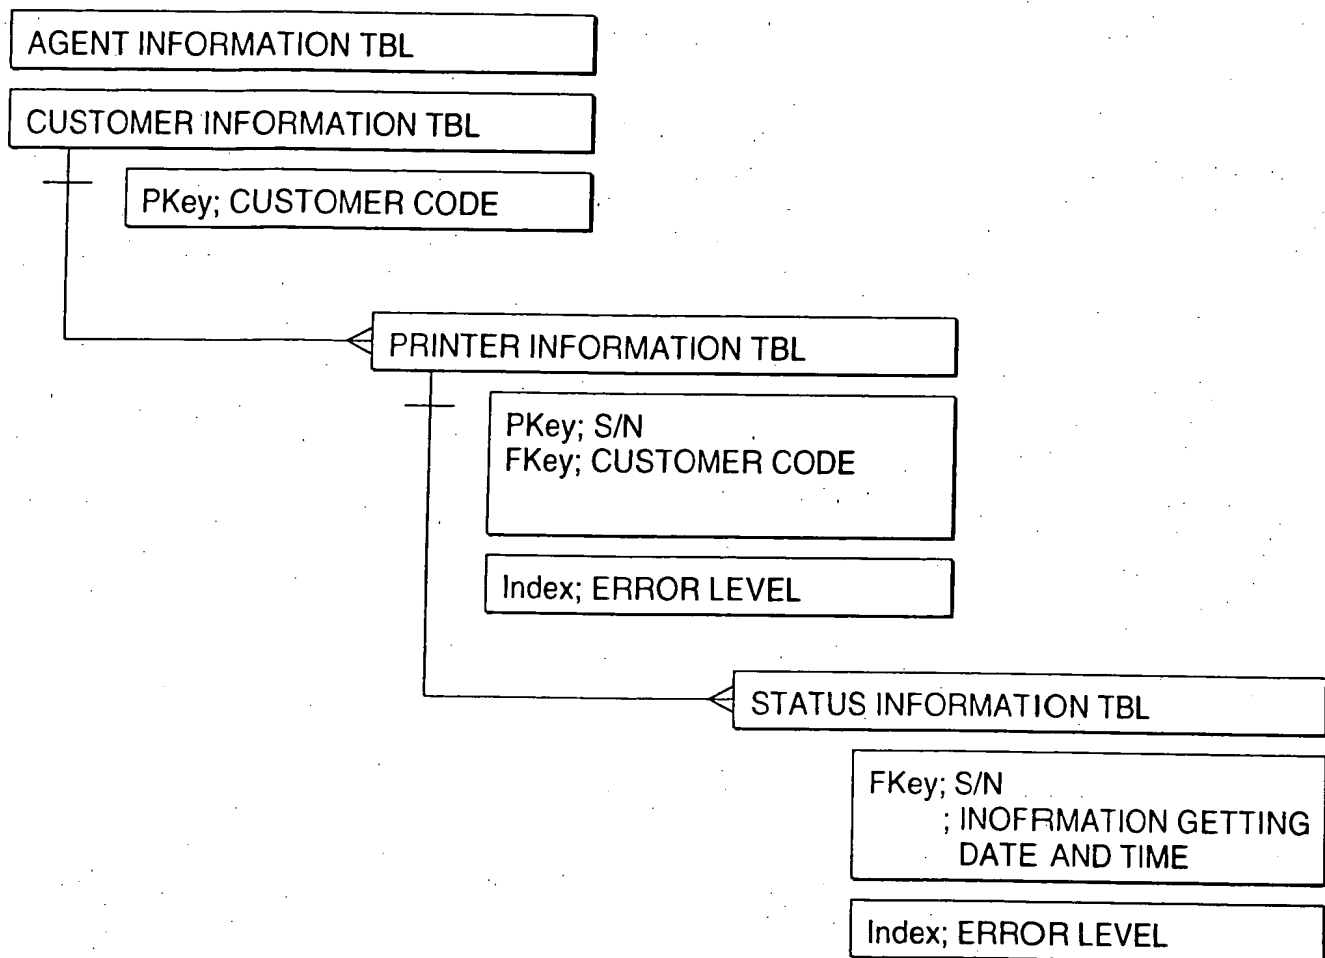 AGENT INFORMATION TBL
CUSTOMER INFORMATION TBL
PKey; CUSTOMER CODE
PRINTER INFORMATION TBL
PKey; S/N
FKey; CUSTOMER CODE
Index; ERROR LEVEL
STATUS INFORMATION TBL
FKey; S/N
; INOFRMATION GETTING
DATE AND TIME
Index; ERROR LEVEL